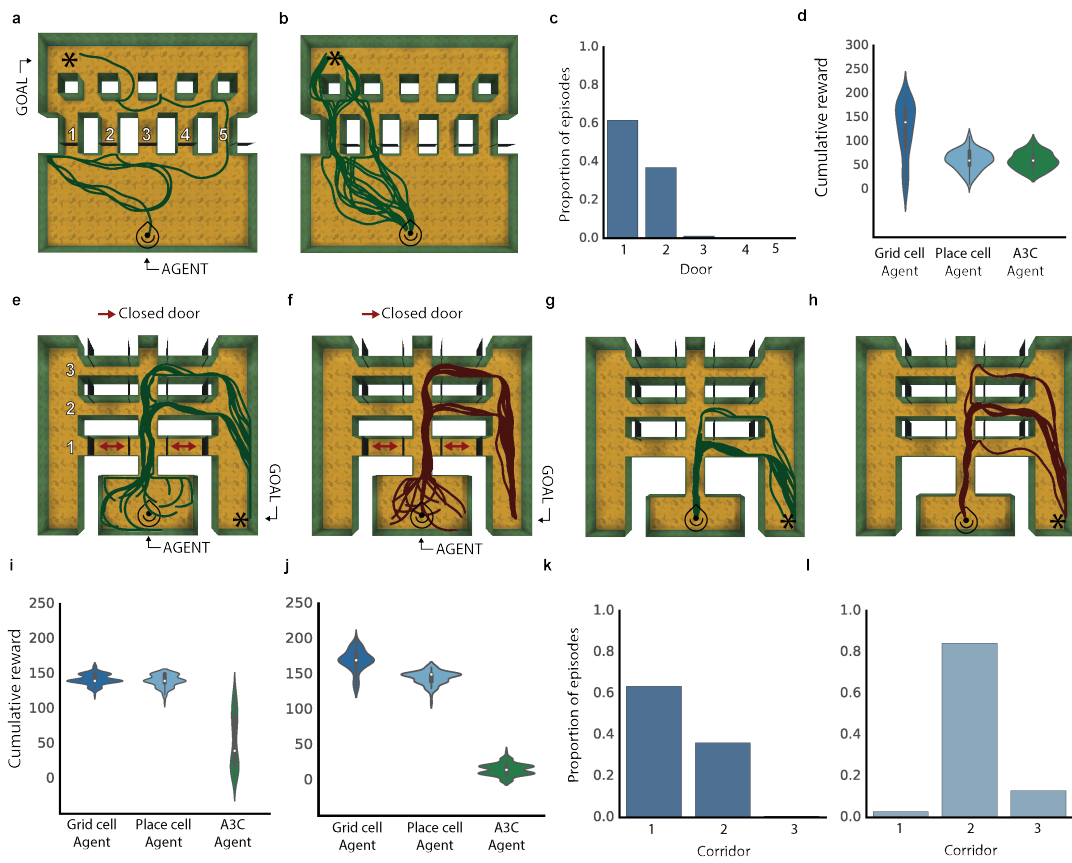 a
GOAL
*
1 2 3 4 5
AGENT
b
*
c
Proportion of episodes
1.0
0.8
0.6
0.4
0.2
0.0
1 2 3 4 5
Door
d
Cumulative reward
300
250
200
150
100
50
0
Grid cell Place cell A3C
Agent Agent Agent
e
Closed door
3
2
1
GOAL
*
AGENT
f
Closed door
GOAL
AGENT
g
*
h
*
i
Cumulative reward
250
200
150
150
50
0
Grid cell Place cell A3C
Agent Agent Agent
j
250
200
150
150
50
0
Grid cell Place cell A3C
Agent Agent Agent
k
Proportion of episodes
1.0
0.8
0.6
0.4
0.2
0.0
1 2 3
Corridor
l
1.0
0.8
0.6
0.4
0.2
0.0
1 2 3
Corridor